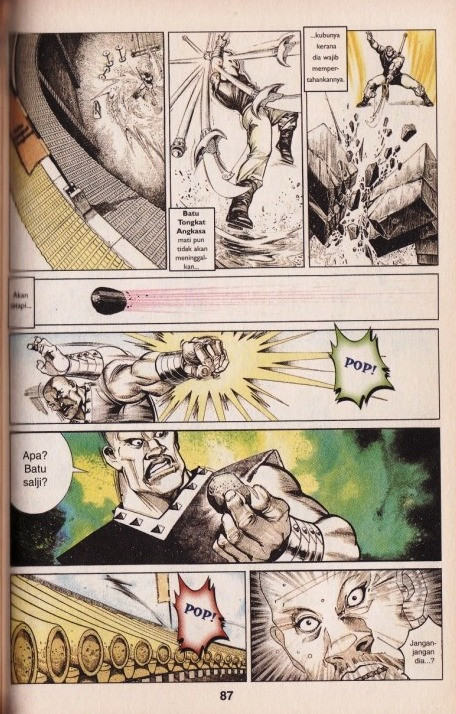 Batu
Tongkat
Angkasa
mati pun
tidak akan
meninggal-
kan...
...kubunya
kerana
dia wajib
memper-
tahankannya.
Akan
tetapi...
POP!
Apa?
Batu
salji?
POP!
Jangan-
jangan
dia...?
87